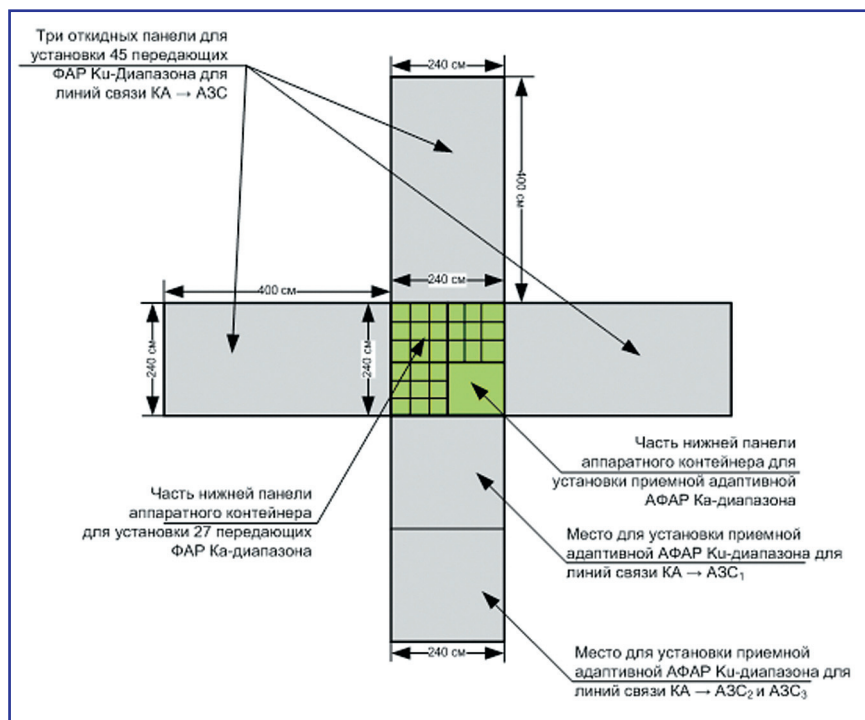 Три откидных панели для
установки 45 передающих
ФАР Ku-Диапазона для
линий связи КА → АЗС
240 см
400 см
240 см
400 см
240 см
240 см
Часть нижней панели
аппаратного контейнера для
установки приемной адаптивной
АФАР Ka-диапазона
Часть нижней панели
аппаратного контейнера
для установки 27 передающих
ФАР Ka-диапазона
Место для установки приемной
адаптивной АФАР Ku-диапазона для
линий связи КА → АЗС₁
240 см
Место для установки приемной
адаптивной АФАР Ku-диапазона для
линий связи КА → АЗС₂ и АЗС₃